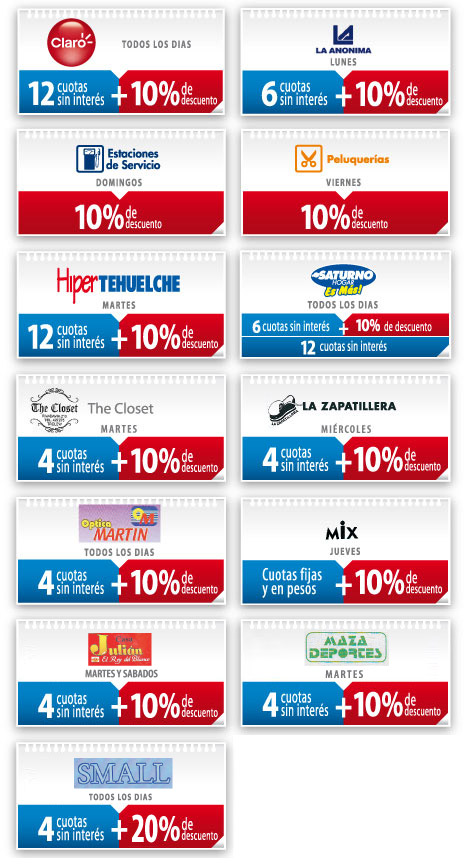 Claro
TODOS LOS DIAS
12 cuotas sin interés + 10% de descuento
LA ANONIMA
LUNES
6 cuotas sin interés + 10% de descuento
Estaciones de Servicio
DOMINGOS
10% de descuento
Peluquerías
VIERNES
10% de descuento
HiperTEHUELCHE
MARTES
12 cuotas sin interés + 10% de descuento
SATURNO
HOGAR
Es Más!
TODOS LOS DIAS
6 cuotas sin interés + 10% de descuento
12 cuotas sin interés
The Closet
The Closet
MARTES
4 cuotas sin interés + 10% de descuento
LA ZAPATILLERA
MIÉRCOLES
4 cuotas sin interés + 10% de descuento
Optica
MARTIN
TODOS LOS DIAS
4 cuotas sin interés + 10% de descuento
MiX
JUEVES
Cuotas fijas y en pesos + 10% de descuento
Casa
Julián
El Rey del Blanco
MARTES Y SABADOS
4 cuotas sin interés + 10% de descuento
MAZA
DEPORTES
MARTES
4 cuotas sin interés + 10% de descuento
SMALL
TODOS LOS DIAS
4 cuotas sin interés + 20% de descuento